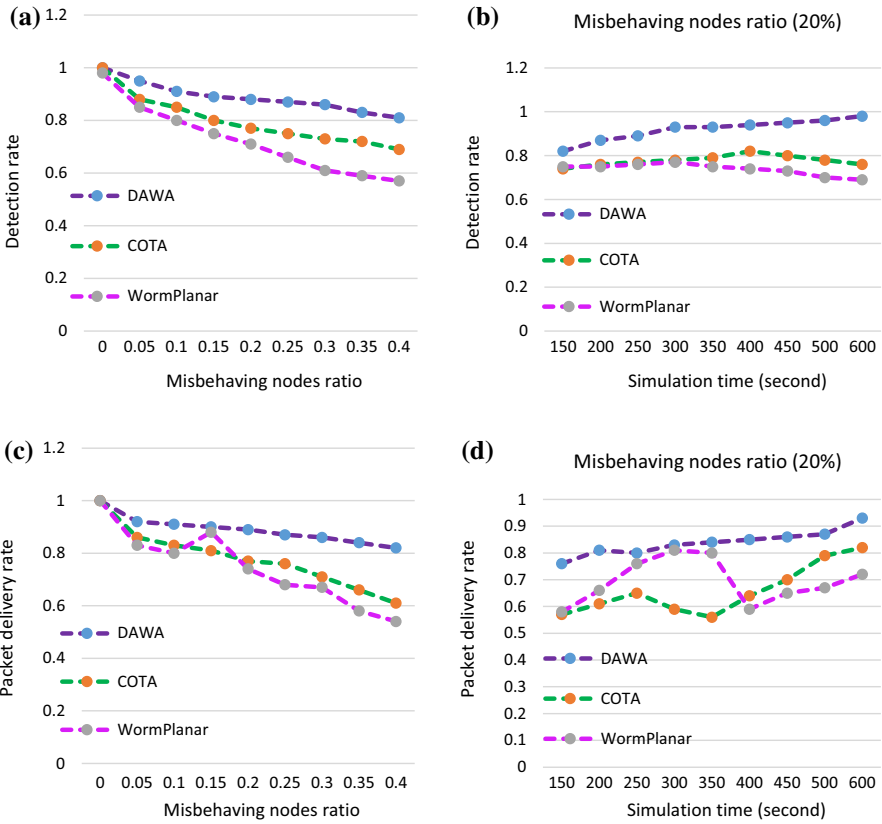 (a)
1.2
1
0.8
0.6
0.4
0.2
0
Detection rate
DAWA
COTA
WormPlanar
0 0.05 0.1 0.15 0.2 0.25 0.3 0.35 0.4
Misbehaving nodes ratio
(b)
Misbehaving nodes ratio (20%)
1.2
1
0.8
0.6
0.4
0.2
0
Detection rate
DAWA
COTA
WormPlanar
150 200 250 300 350 400 450 500 600
Simulation time (second)
(c)
1.2
1
0.8
0.6
0.4
0.2
0
Packet delivery rate
DAWA
COTA
WormPlanar
0 0.05 0.1 0.15 0.2 0.25 0.3 0.35 0.4
Misbehaving nodes ratio
(d)
Misbehaving nodes ratio (20%)
1
0.9
0.8
0.7
0.6
0.5
0.4
0.3
0.2
0.1
0
Packet delivery rate
DAWA
COTA
WormPlanar
150 200 250 300 350 400 450 500 600
Simulation time (second)